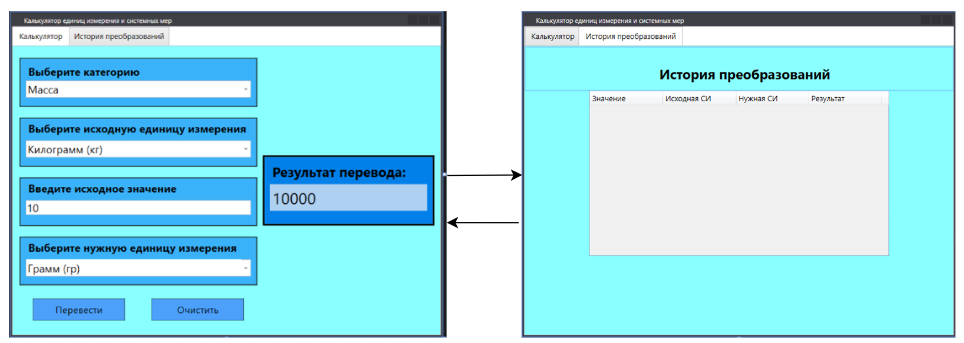 Калькулятор единиц измерения и системных мер
Калькулятор История преобразований
Выберите категорию
Масса
Выберите исходную единицу измерения
Килограмм (кг)
Введите исходное значение
10
Выберите нужную единицу измерения
Грамм (гр)
Перевести Очистить
Результат перевода:
10000
Калькулятор единиц измерения и системных мер
Калькулятор История преобразований
История преобразований
Значение Исходная СИ Нужная СИ Результат